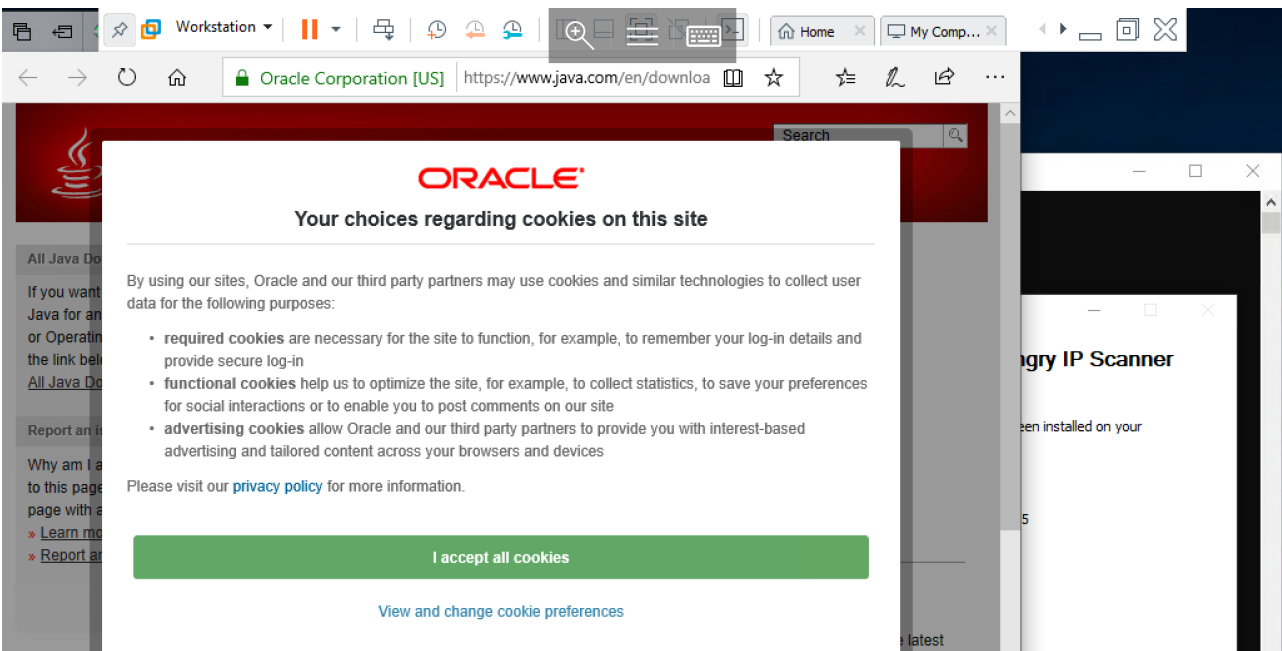 Workstation
Home
My Comp...
Oracle Corporation [US]
https://www.java.com/en/downloa
Search
ORACLE
Your choices regarding cookies on this site
By using our sites, Oracle and our third party partners may use cookies and similar technologies to collect user
data for the following purposes:
• required cookies are necessary for the site to function, for example, to remember your log-in details and
provide secure log-in
• functional cookies help us to optimize the site, for example, to collect statistics, to save your preferences
for social interactions or to enable you to post comments on our site
• advertising cookies allow Oracle and our third party partners to provide you with interest-based
advertising and tailored content across your browsers and devices
Please visit our privacy policy for more information.
I accept all cookies
View and change cookie preferences
All Java Do
If you want
Java for an
or Operatin
the link bel
All Java Do
Report an i
Why am I a
to this page
page with a
» Learn mo
» Report ar
latest
ngry IP Scanner
een installed on your
5